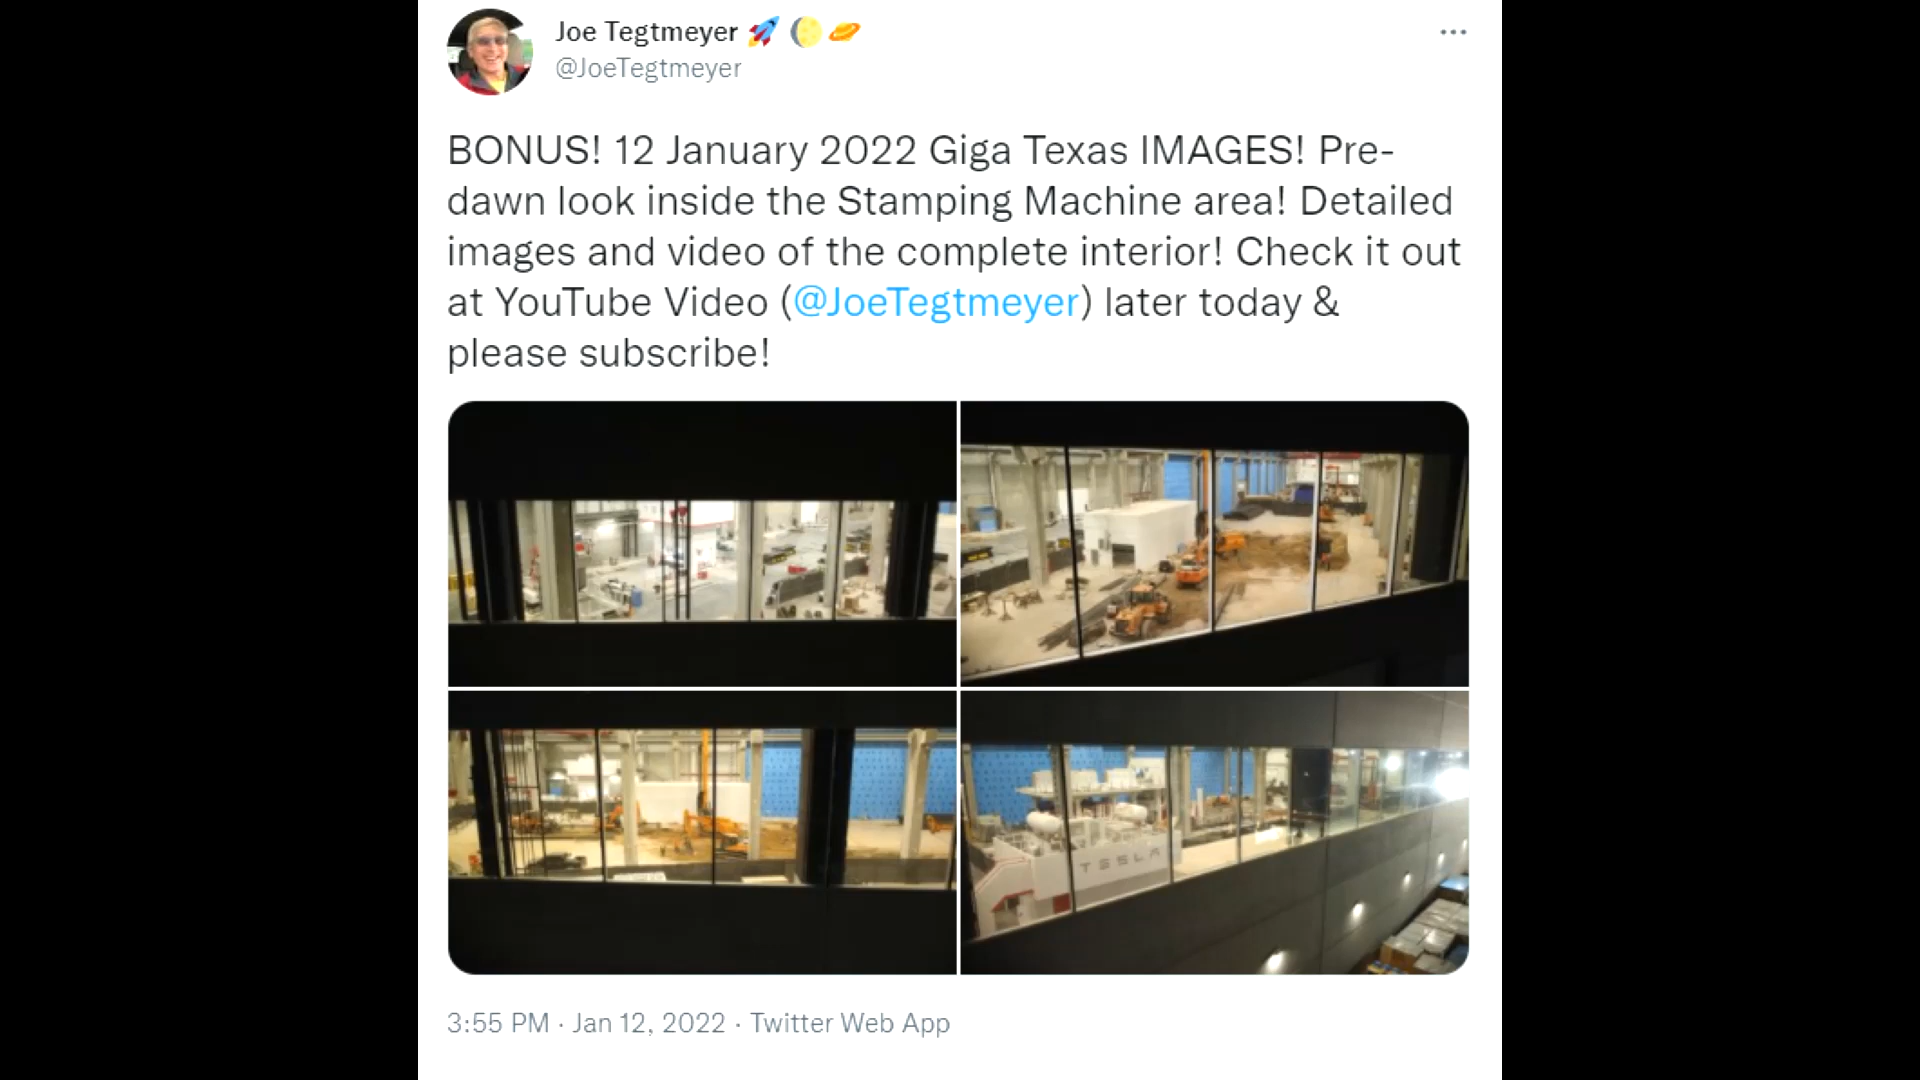 Joe Tegtmeyer 🚀 🌔 🪐
@JoeTegtmeyer
BONUS! 12 January 2022 Giga Texas IMAGES! Pre-
dawn look inside the Stamping Machine area! Detailed
images and video of the complete interior! Check it out
at YouTube Video (@JoeTegtmeyer) later today &
please subscribe!
TESLA
3:55 PM · Jan 12, 2022 · Twitter Web App